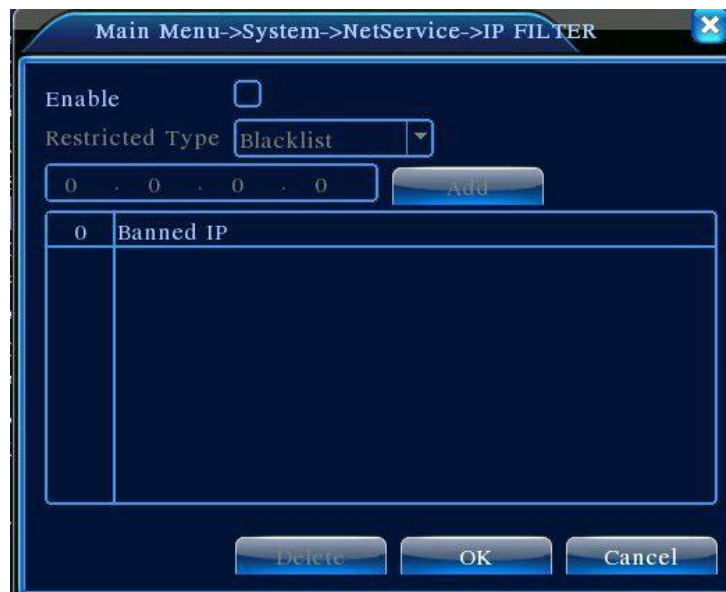 Main Menu->System->NetService->IP FILTER
Enable
Restricted Type Blacklist
0 . 0 . 0 . 0 Add
0 Banned IP
Delete OK Cancel